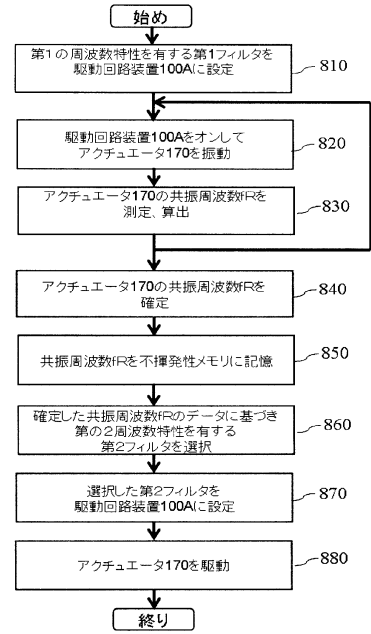 始め
第1の周波数特性を有する第1フィルタを
駆動回路装置100Aに設定
810
駆動回路装置100Aをオンして
アクチュエータ170を振動
820
アクチュエータ170の共振周波数fRを
測定、算出
830
アクチュエータ170の共振周波数fRを
確定
840
共振周波数fRを不揮発性メモリに記憶
850
確定した共振周波数fRのデータに基づき
第の2周波数特性を有する
第2フィルタを選択
860
選択した第2フィルタを
駆動回路装置100Aに設定
870
アクチュエータ170を駆動
880
終り